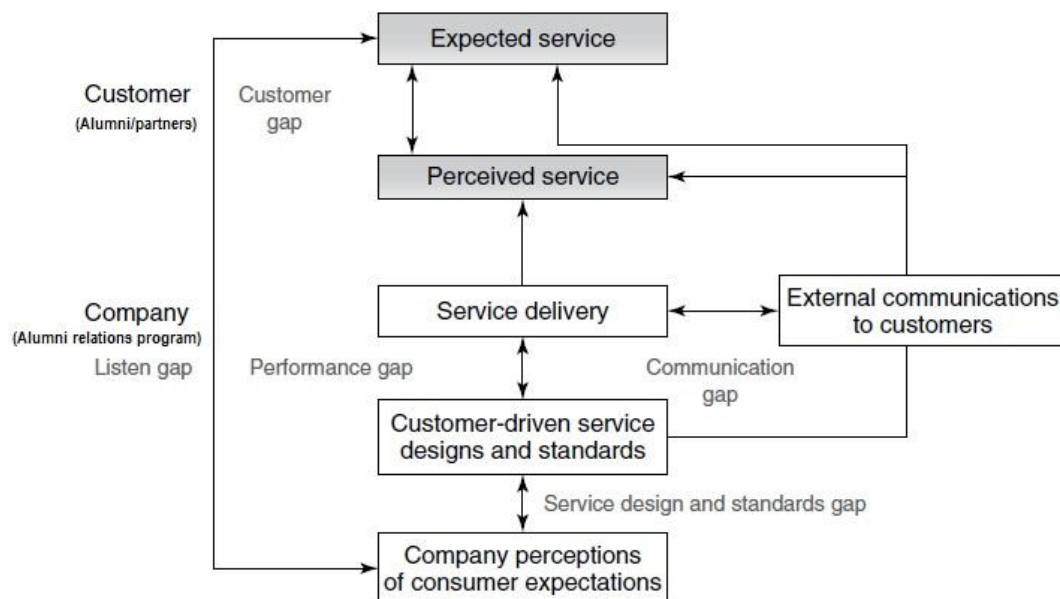 Expected service
Customer
(Alumni/partners)
Customer
gap
Perceived service
Company
(Alumni relations program)
Service delivery
External communications
to customers
Listen gap
Performance gap
Communication
gap
Customer-driven service
designs and standards
Service design and standards gap
Company perceptions
of consumer expectations